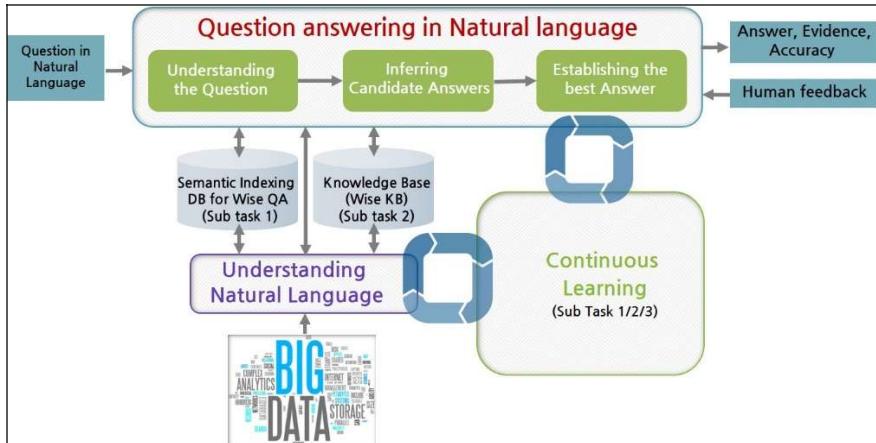 Question answering in Natural language
Question in
Natural
Language
Understanding
the Question
Inferring
Candidate Answers
Establishing the
best Answer
Answer, Evidence,
Accuracy
Human feedback
Semantic Indexing
DB for Wise QA
(Sub task 1)
Knowledge Base
(Wise KB)
(Sub task 2)
Understanding
Natural Language
Continuous
Learning
(Sub Task 1/2/3)
BIG
DATA
COMPLEX
ANALYTICS
INTERNET
STORAGE